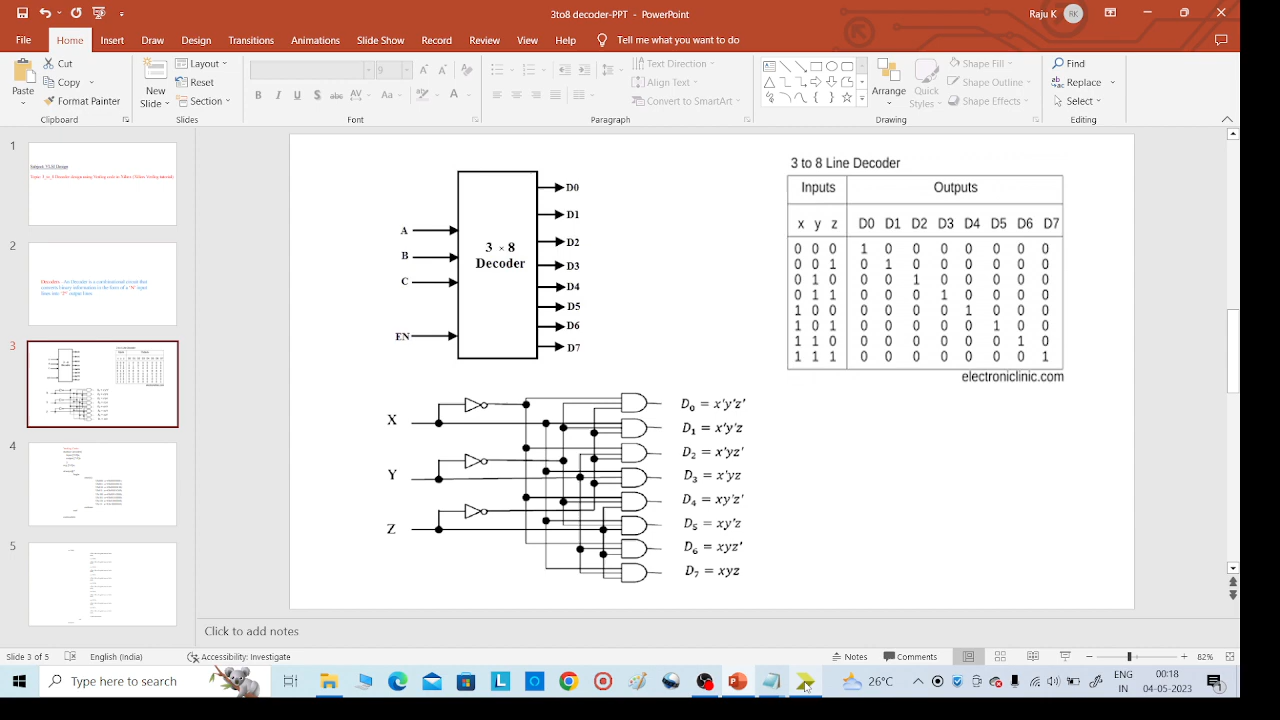 3to8 decoder-PPT - PowerPoint
Raju K
RK
File Home Insert Draw Design Transitions Animations Slide Show Record Review View Help Tell me what you want to do
Paste
Cut
Copy
Format Painter
Clipboard
New Slide
Layout
Reset
Section
Slides
9
B I U S abc AV Aa A
Font
Text Direction
Align Text
Convert to SmartArt
Paragraph
Arrange
Quick Styles
Shape Fill
Shape Outline
Shape Effects
Drawing
Find
Replace
Select
Editing
1
2
Decoders
3
4
5
A
B
C
EN
3 × 8
Decoder
D0
D1
D2
D3
D4
D5
D6
D7
3 to 8 Line Decoder
Inputs Outputs
x y z D0 D1 D2 D3 D4 D5 D6 D7
0 0 0 1 0 0 0 0 0 0 0
0 0 1 0 1 0 0 0 0 0 0
0 1 0 0 0 1 0 0 0 0 0
0 1 1 0 0 0 1 0 0 0 0
1 0 0 0 0 0 0 1 0 0 0
1 0 1 0 0 0 0 0 1 0 0
1 1 0 0 0 0 0 0 0 1 0
1 1 1 0 0 0 0 0 0 0 1
electroniclinic.com
X
Y
Z
D₀ = x'y'z'
D₁ = x'y'z
D₂ = x'yz'
D₃ = x'yz
D₄ = xy'z'
D₅ = xy'z
D₆ = xyz'
D₇ = xyz
Click to add notes
Slide 3 of 5 English (India) Accessibility: Investigate Notes Comments 82%
Type here to search
26°C
ENG
IN
00:18
04-05-2023